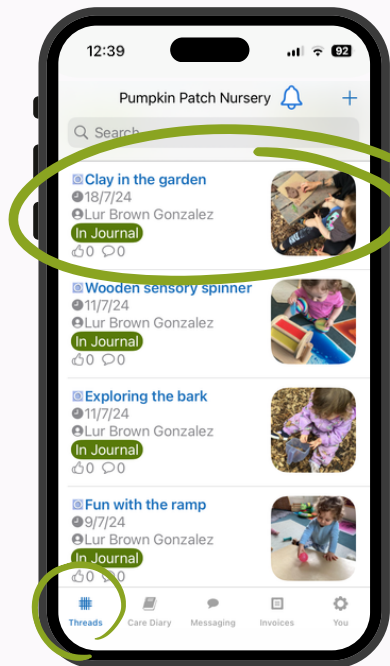 12:39
92
Pumpkin Patch Nursery
Search
Clay in the garden
18/7/24
Lur Brown Gonzalez
In Journal
0 0
Wooden sensory spinner
11/7/24
Lur Brown Gonzalez
In Journal
0 0
Exploring the bark
11/7/24
Lur Brown Gonzalez
In Journal
0 0
Fun with the ramp
9/7/24
Lur Brown Gonzalez
In Journal
0 0
Threads Care Diary Messaging Invoices You